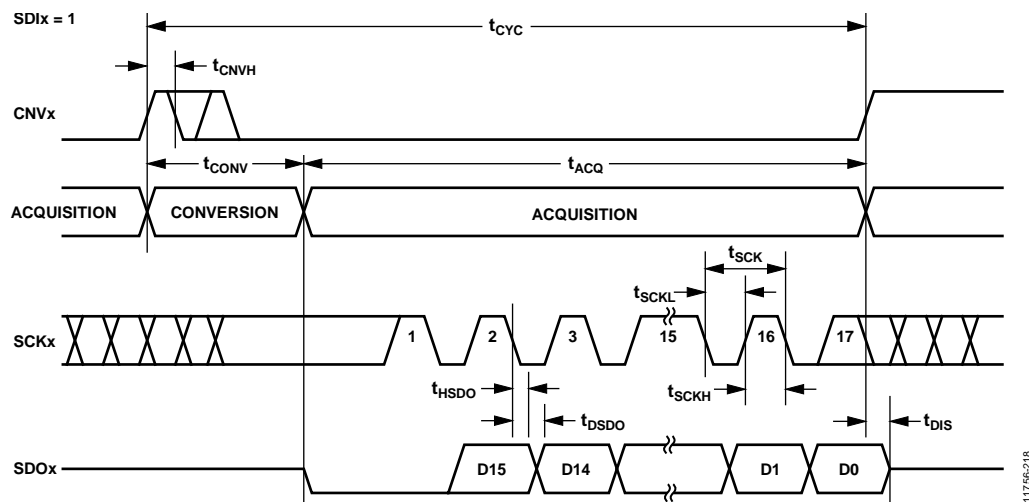 SDIx = 1
tCYC
tCNVH
CNVx
tCONV
tACQ
ACQUISITION
CONVERSION
ACQUISITION
tSCK
tSCKL
SCKx
1
2
3
15
16
17
tHSDO
tSCKH
tDSDO
tDIS
SDOx
D15
D14
D1
D0
11756-218